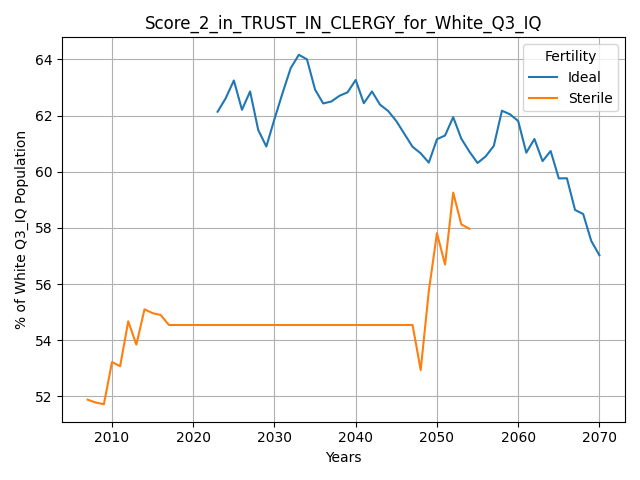 Score_2_in_TRUST_IN_CLERGY_for_White_Q3_IQ
Fertility
Ideal
Sterile
% of White Q3_IQ Population
64
62
60
58
56
54
52
2010 2020 2030 2040 2050 2060 2070
Years